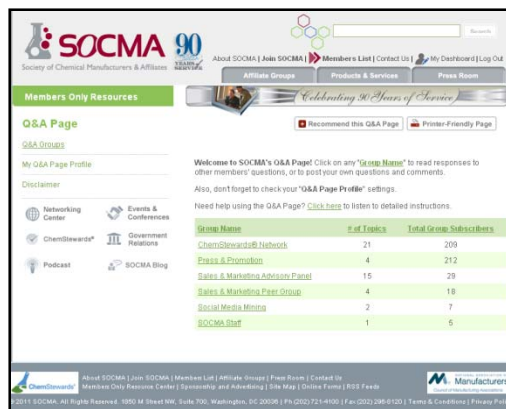 SOCMA 90
YEARS of SERVICE
Society of Chemical Manufacturers & Affiliates
Search
About SOCMA | Join SOCMA | Members List | Contact Us | My Dashboard | Log Out
Affiliate Groups Products & Services Press Room
Members Only Resources
Celebrating 90 Years of Service
Q&A Page
Recommend this Q&A Page Printer-Friendly Page
Q&A Groups
My Q&A Page Profile
Disclaimer
Networking Center
Events & Conferences
ChemStewards®
Government Relations
Podcast
SOCMA Blog
Welcome to SOCMA's Q&A Page! Click on any "Group Name" to read responses to
other members' questions, or to post your own questions and comments.
Also, don't forget to check your "Q&A Page Profile" settings.
Need help using the Q&A Page? Click here to listen to detailed instructions.
Group Name # of Topics Total Group Subscribers
ChemStewards® Network 21 209
Press & Promotion 4 212
Sales & Marketing Advisory Panel 15 29
Sales & Marketing Peer Group 4 18
Social Media Mining 2 7
SOCMA Staff 1 5
ChemStewards
About SOCMA | Join SOCMA | Members List | Affiliate Groups | Press Room | Contact Us
Members Only Resource Center | Sponsorship and Advertising | Site Map | Online Forms | RSS Feeds
Manufacturers
Council of Manufacturing Associations
2011 SOCMA. All Rights Reserved. 1850 M Street NW, Suite 700, Washington, DC 20036 | Ph (202) 721-4100 | Fax (202) 296-8120 | Terms & Conditions | Privacy Poli